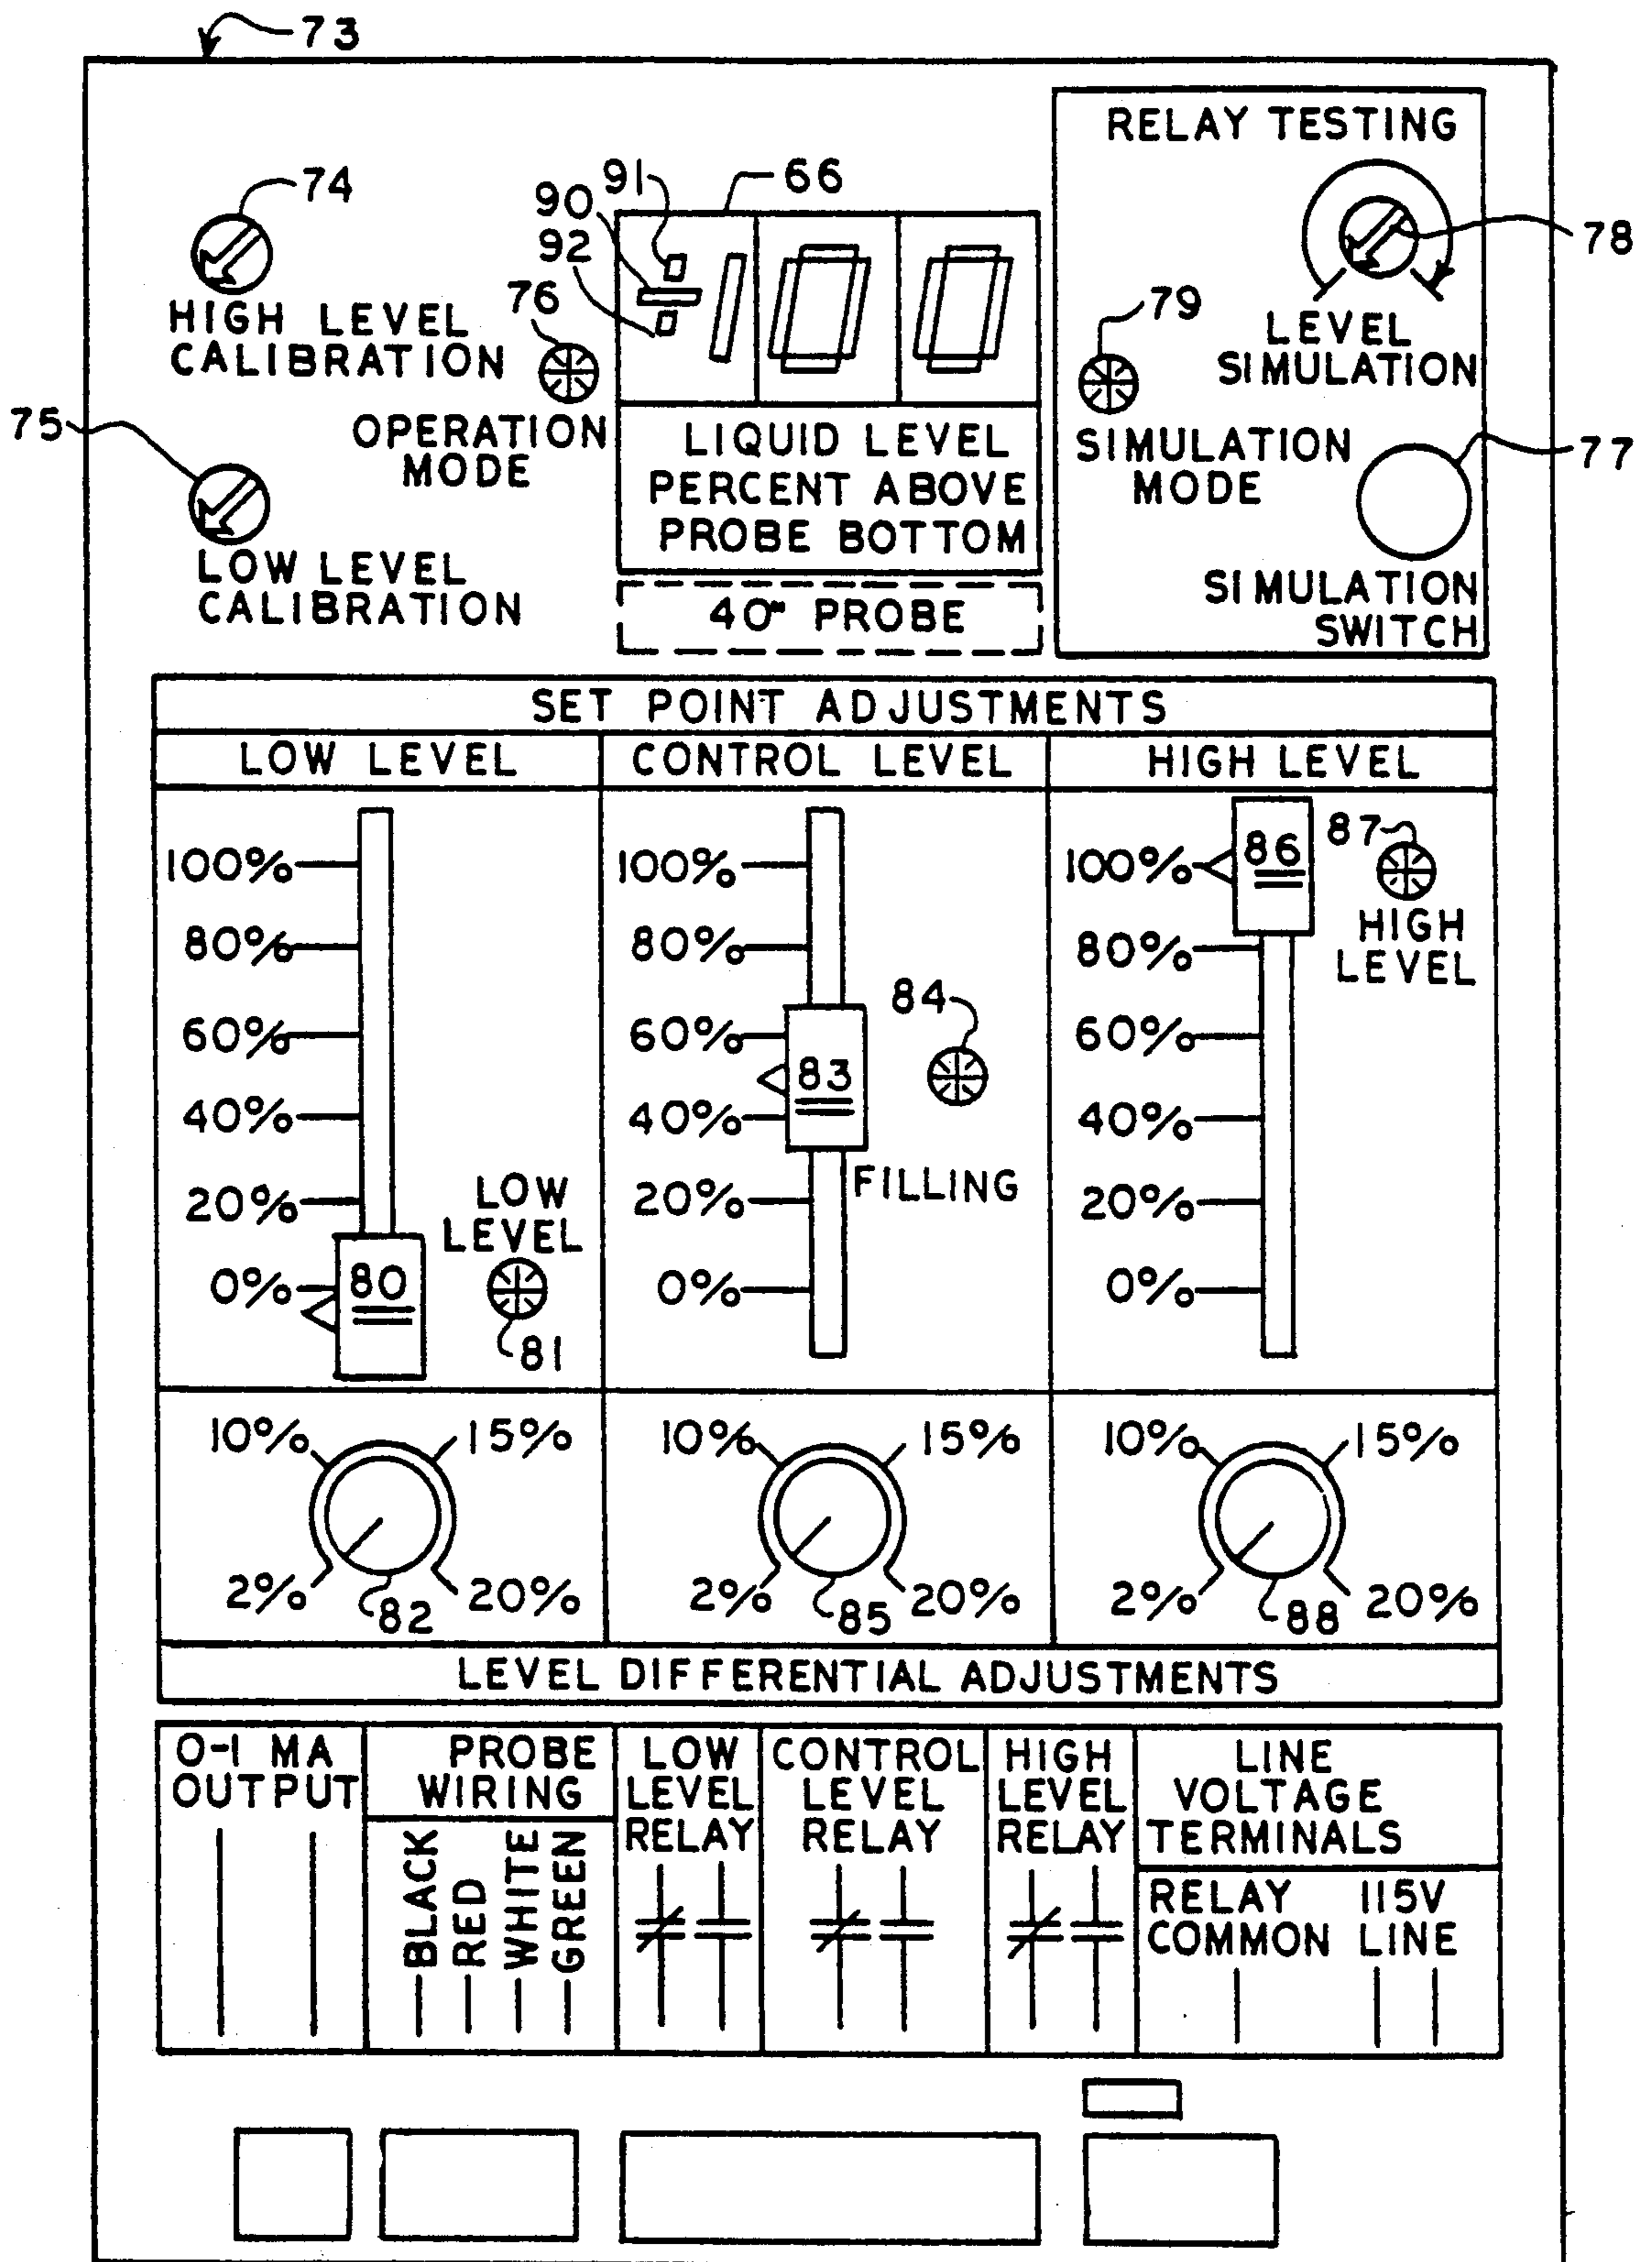 73
RELAY TESTING
74
HIGH LEVEL
CALIBRATION
75
LOW LEVEL
CALIBRATION
90
91
92
76
OPERATION
MODE
66
100
LIQUID LEVEL
PERCENT ABOVE
PROBE BOTTOM
40" PROBE
78
LEVEL
SIMULATION
79
SIMULATION
MODE
77
SIMULATION
SWITCH
SET POINT ADJUSTMENTS
LOW LEVEL
100%
80%
60%
40%
20%
0%
80
LOW
LEVEL
81
CONTROL LEVEL
100%
80%
60%
40%
20%
0%
83
84
FILLING
HIGH LEVEL
100%
80%
60%
40%
20%
0%
86
87
HIGH
LEVEL
10% 15%
2% 82 20%
10% 15%
2% 85 20%
10% 15%
2% 88 20%
LEVEL DIFFERENTIAL ADJUSTMENTS
0-1 MA
OUTPUT
PROBE
WIRING
BLACK
RED
WHITE
GREEN
LOW
LEVEL
RELAY
CONTROL
LEVEL
RELAY
HIGH
LEVEL
RELAY
LINE
VOLTAGE
TERMINALS
RELAY
COMMON
115V
LINE